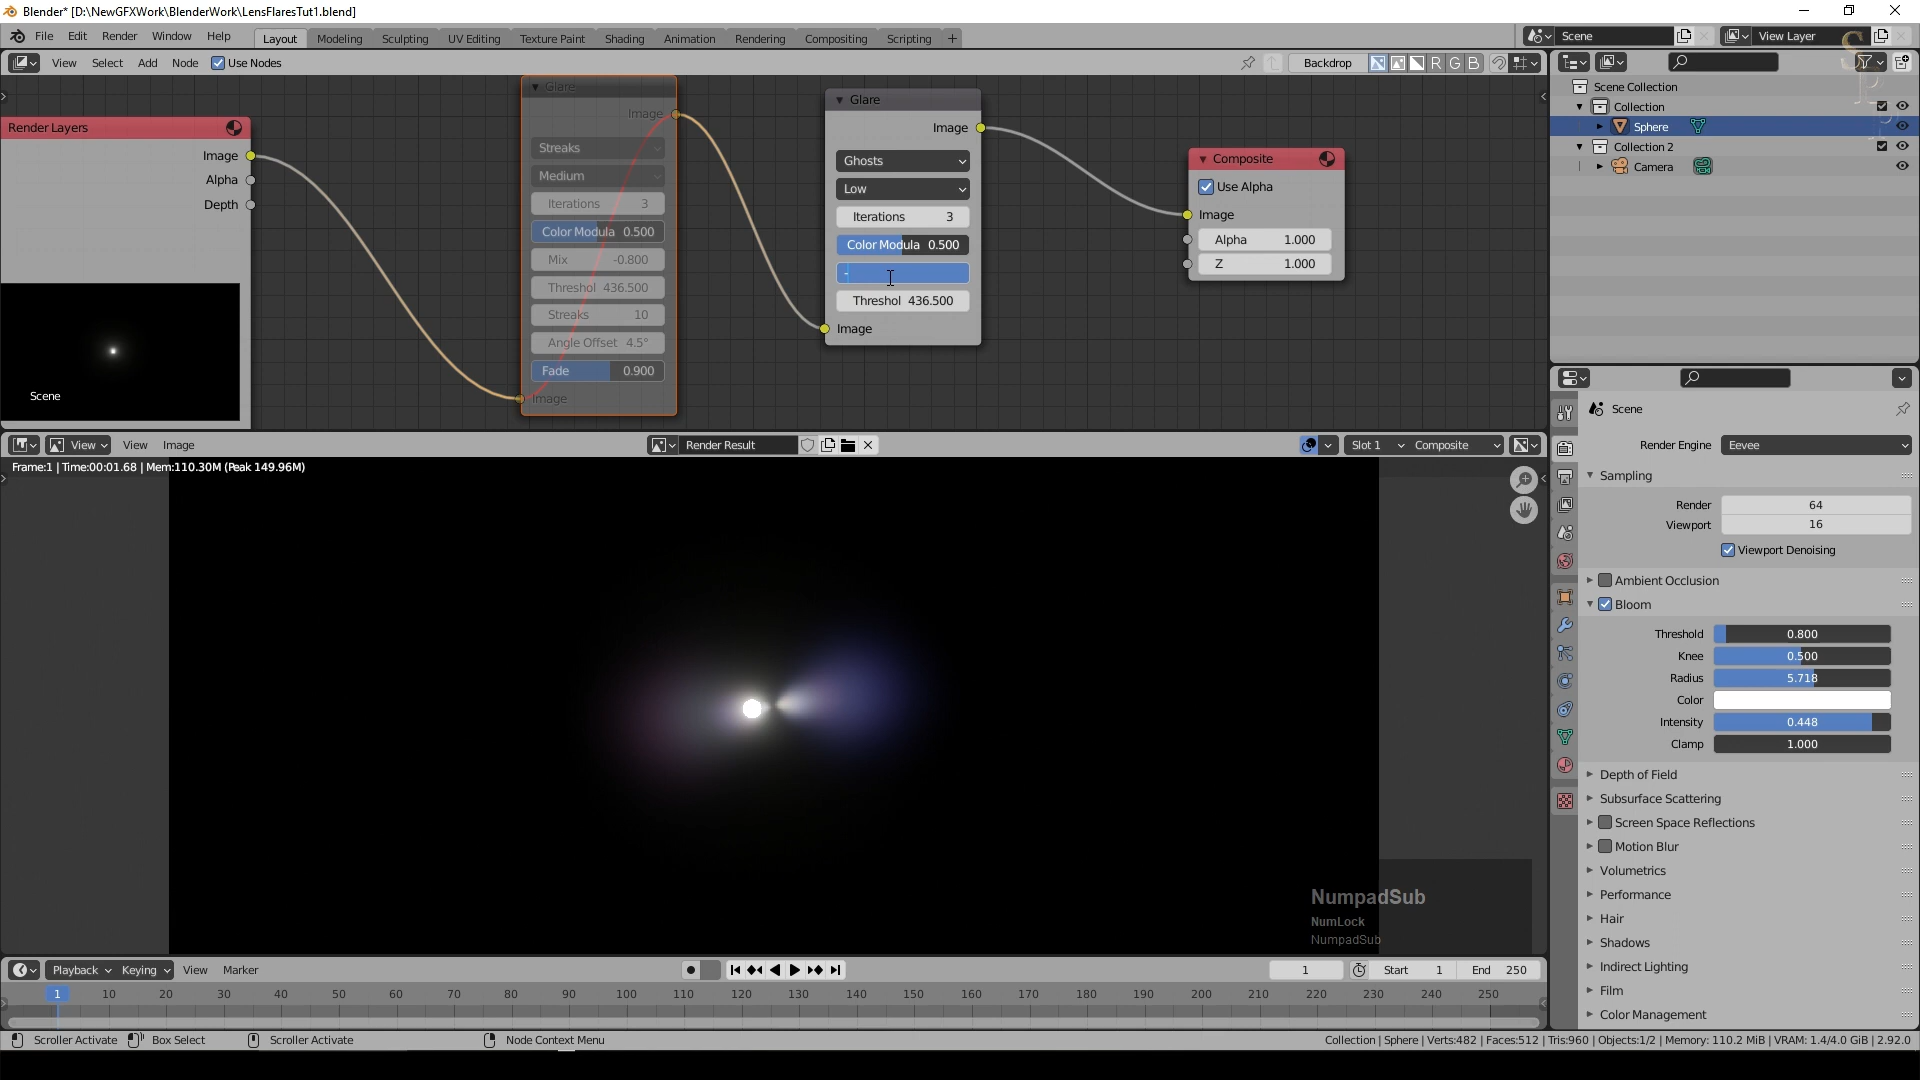 Blender* [D:\NewGFXWork\BlenderWork\LensFlaresTut1.blend]
File Edit Render Window Help Layout Modeling Sculpting UV Editing Texture Paint Shading Animation Rendering Compositing Scripting + Scene View Layer
View Select Add Node Use Nodes Backdrop R G B
Scene Collection
Collection
Sphere
Collection 2
Camera
Render Layers
Image
Alpha
Depth
Scene
Glare
Image
Streaks
Medium
Iterations 3
Color Modula 0.500
Mix -0.800
Threshol 436.500
Streaks 10
Angle Offset 4.5°
Fade 0.900
Image
Glare
Image
Ghosts
Low
Iterations 3
Color Modula 0.500
-
Threshol 436.500
Image
Composite
Use Alpha
Image
Alpha 1.000
Z 1.000
View View Image Render Result Slot 1 Composite
Frame:1 | Time:00:01.68 | Mem:110.30M (Peak 149.96M)
NumpadSub
NumLock
NumpadSub
Scene
Render Engine Eevee
Sampling
Render 64
Viewport 16
Viewport Denoising
Ambient Occlusion
Bloom
Threshold 0.800
Knee 0.500
Radius 5.718
Color
Intensity 0.448
Clamp 1.000
Depth of Field
Subsurface Scattering
Screen Space Reflections
Motion Blur
Volumetrics
Performance
Hair
Shadows
Indirect Lighting
Film
Color Management
Playback Keying View Marker 1 Start 1 End 250
1 10 20 30 40 50 60 70 80 90 100 110 120 130 140 150 160 170 180 190 200 210 220 230 240 250
Scroller Activate Box Select Scroller Activate Node Context Menu Collection | Sphere | Verts:482 | Faces:512 | Tris:960 | Objects:1/2 | Memory: 110.2 MiB | VRAM: 1.4/4.0 GiB | 2.92.0